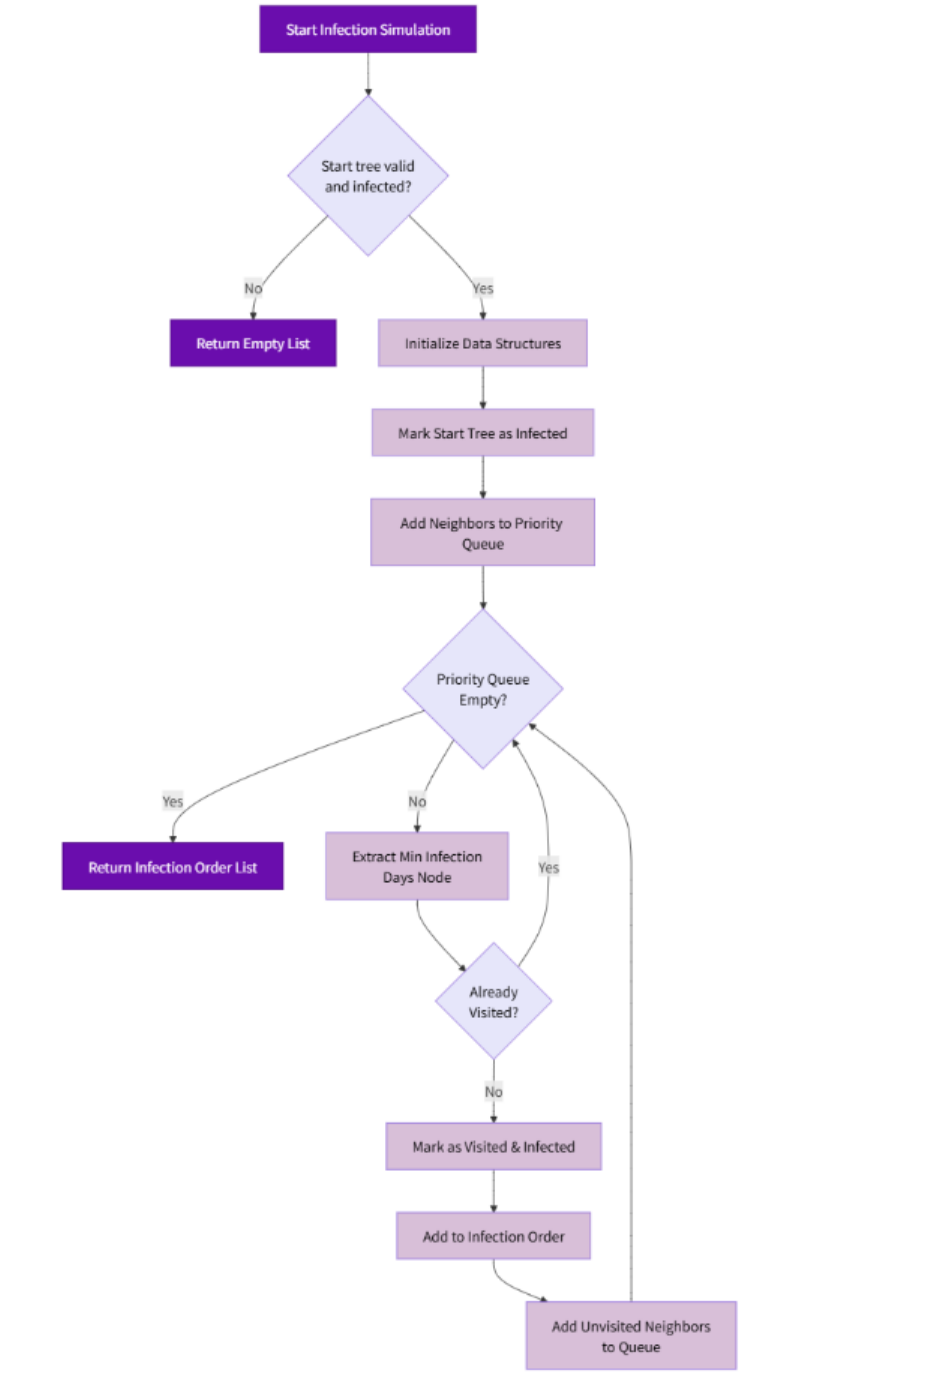 Start Infection Simulation
Start tree valid
and infected?
No
Yes
Return Empty List
Initialize Data Structures
Mark Start Tree as Infected
Add Neighbors to Priority
Queue
Priority Queue
Empty?
Yes
No
Return Infection Order List
Extract Min Infection
Days Node
Yes
Already
Visited?
No
Mark as Visited & Infected
Add to Infection Order
Add Unvisited Neighbors
to Queue